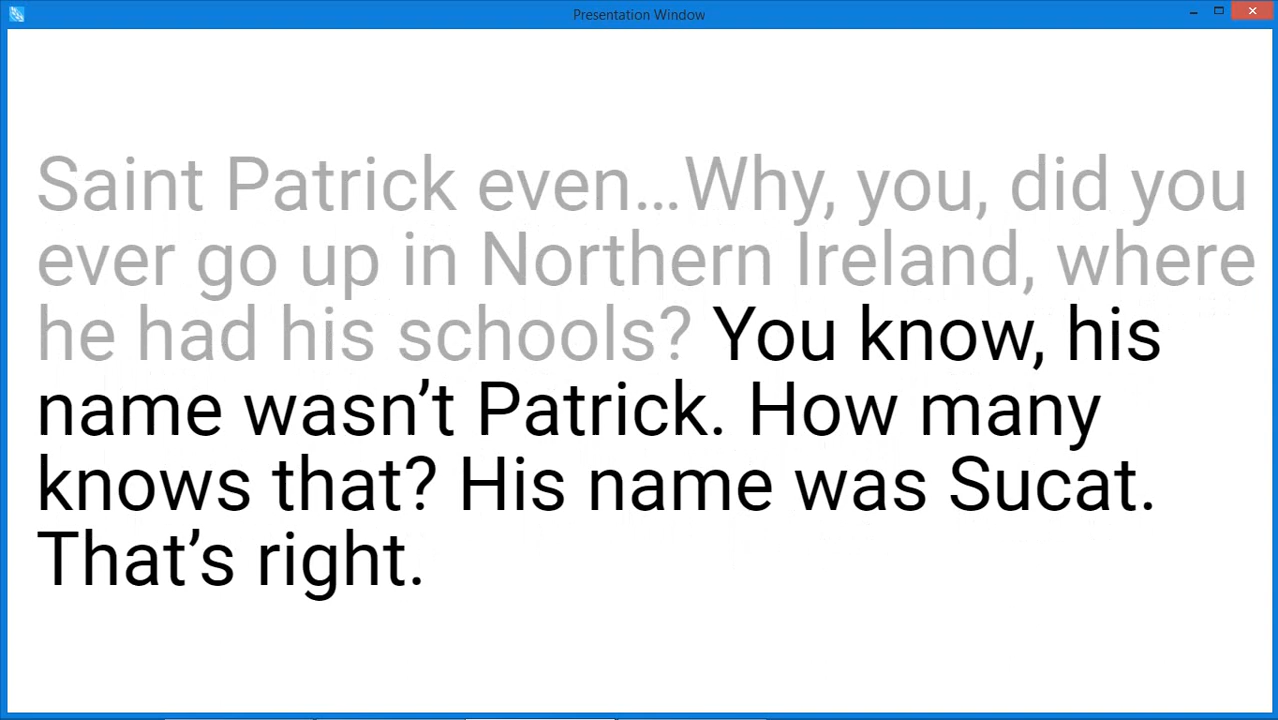 Presentation Window
Saint Patrick even…Why, you, did you
ever go up in Northern Ireland, where
he had his schools? You know, his
name wasn’t Patrick. How many
knows that? His name was Sucat.
That’s right.